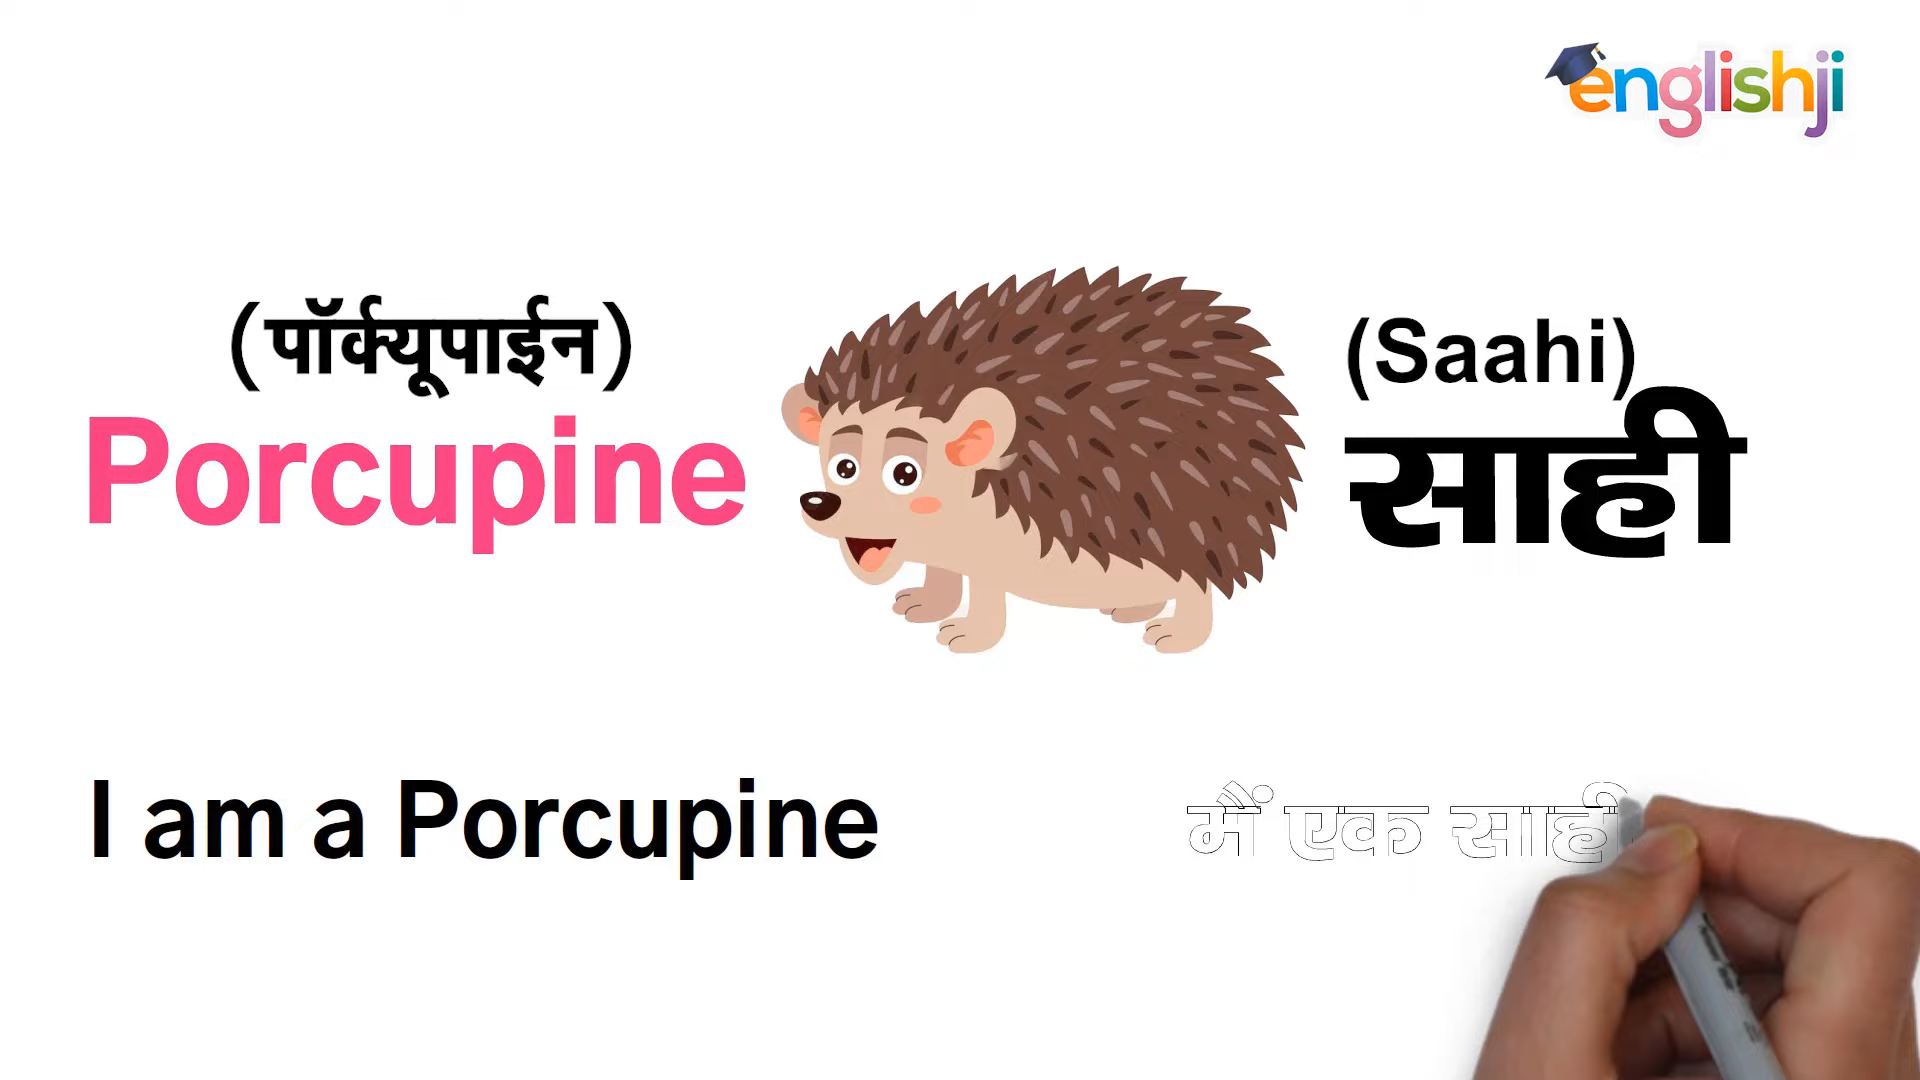 englishji
(पॉर्क्यूपाईन)
Porcupine
(Saahi)
साही
I am a Porcupine
मैं एक साही